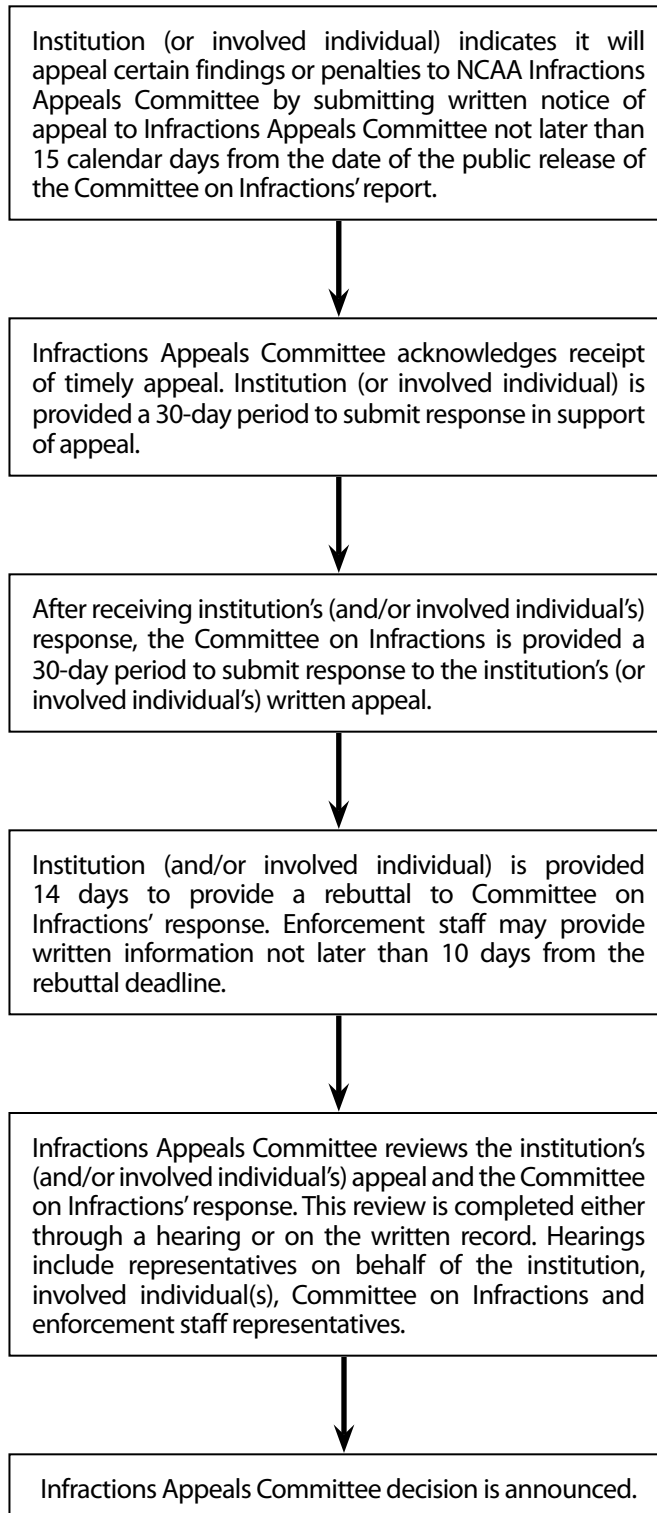 Institution (or involved individual) indicates it will
appeal certain findings or penalties to NCAA Infractions
Appeals Committee by submitting written notice of
appeal to Infractions Appeals Committee not later than
15 calendar days from the date of the public release of
the Committee on Infractions’ report.
Infractions Appeals Committee acknowledges receipt
of timely appeal. Institution (or involved individual) is
provided a 30-day period to submit response in support
of appeal.
After receiving institution’s (and/or involved individual’s)
response, the Committee on Infractions is provided a
30-day period to submit response to the institution’s (or
involved individual’s) written appeal.
Institution (and/or involved individual) is provided
14 days to provide a rebuttal to Committee on
Infractions’ response. Enforcement staff may provide
written information not later than 10 days from the
rebuttal deadline.
Infractions Appeals Committee reviews the institution’s
(and/or involved individual’s) appeal and the Committee
on Infractions’ response. This review is completed either
through a hearing or on the written record. Hearings
include representatives on behalf of the institution,
involved individual(s), Committee on Infractions and
enforcement staff representatives.
Infractions Appeals Committee decision is announced.